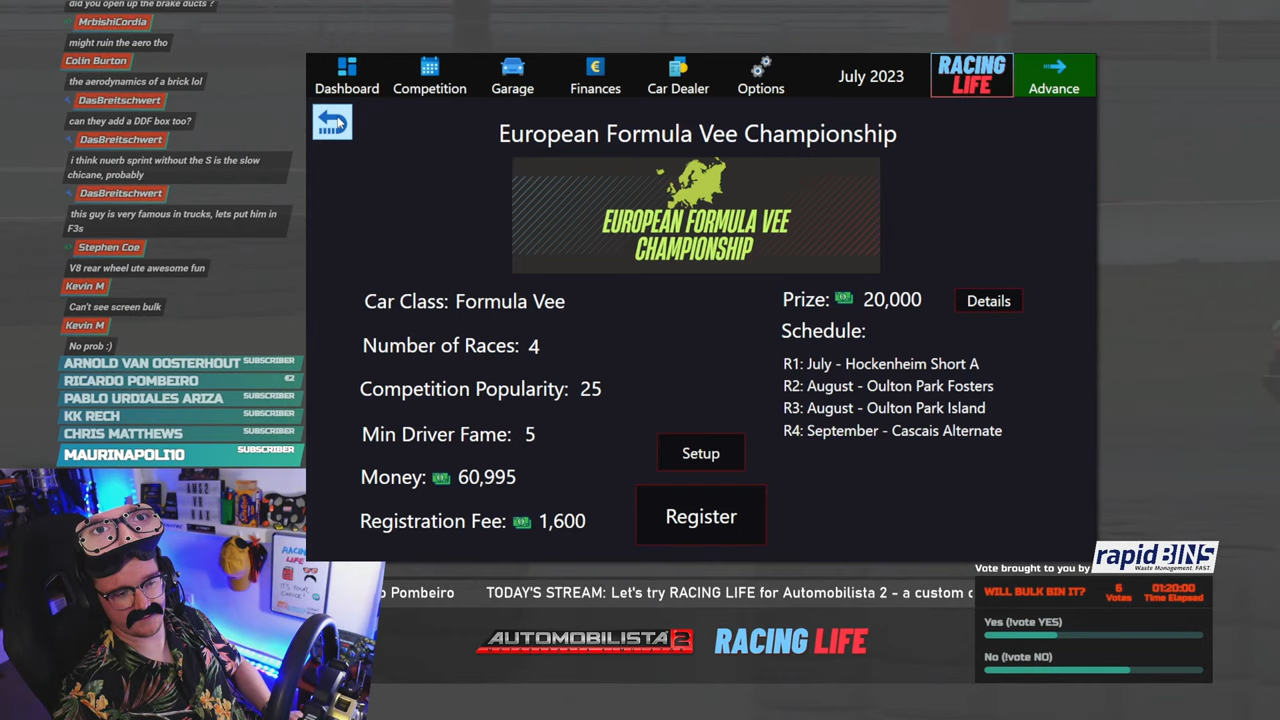 did you open up the brake ducts ?
MrbishiCordia
might ruin the aero tho
Colin Burton
the aerodynamics of a brick lol
DasBreitschwert
can they add a DDF box too?
DasBreitschwert
i think nuerb sprint without the S is the slow
chicane, probably
DasBreitschwert
this guy is very famous in trucks, lets put him in
F3s
Stephen Coe
V8 rear wheel ute awesome fun
Kevin M
Can't see screen bulk
Kevin M
No prob :)
ARNOLD VAN OOSTERHOUT SUBSCRIBER
RICARDO POMBEIRO €2
PABLO URDIALES ARIZA SUBSCRIBER
KK RECH SUBSCRIBER
CHRIS MATTHEWS SUBSCRIBER
MAURINAPOLI10 SUBSCRIBER
Dashboard Competition Garage Finances Car Dealer Options July 2023 RACING LIFE Advance
European Formula Vee Championship
EUROPEAN FORMULA VEE
CHAMPIONSHIP
Car Class: Formula Vee
Number of Races: 4
Competition Popularity: 25
Min Driver Fame: 5
Money: 60,995
Registration Fee: 1,600
Setup
Register
Prize: 20,000 Details
Schedule:
R1: July - Hockenheim Short A
R2: August - Oulton Park Fosters
R3: August - Oulton Park Island
R4: September - Cascais Alternate
AMS2
VR
RACING
LIFE
IT'S YOUR
CHOICE!
o Pombeiro TODAY'S STREAM: Let's try RACING LIFE for Automobilista 2 - a custom c
AUTOMOBILISTA 2 RACING LIFE
Vote brought to you by rapidBINS
Waste Management. FAST.
WILL BULK BIN IT? 6 Votes 01:20:00 Time Elapsed
Yes (!vote YES)
No (!vote NO)